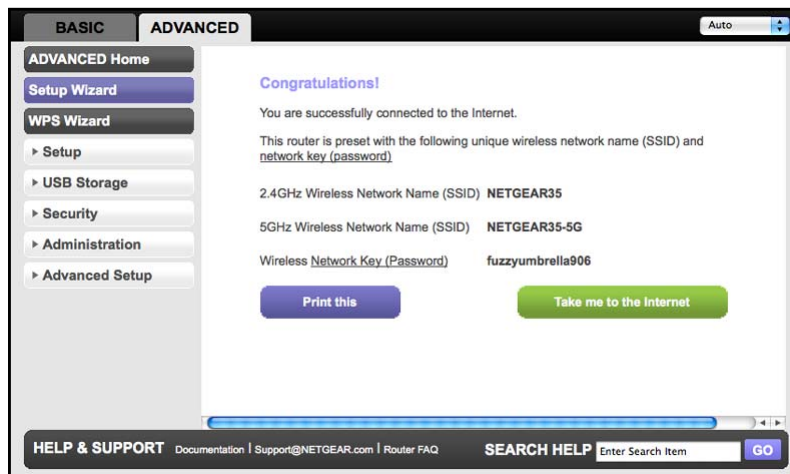 BASIC ADVANCED Auto
ADVANCED Home
Setup Wizard
WPS Wizard
Setup
USB Storage
Security
Administration
Advanced Setup
Congratulations!
You are successfully connected to the Internet.
This router is preset with the following unique wireless network name (SSID) and
network key (password)
2.4GHz Wireless Network Name (SSID) NETGEAR35
5GHz Wireless Network Name (SSID) NETGEAR35-5G
Wireless Network Key (Password) fuzzyumbrella906
Print this Take me to the Internet
HELP & SUPPORT Documentation | Support@NETGEAR.com | Router FAQ SEARCH HELP Enter Search Item GO